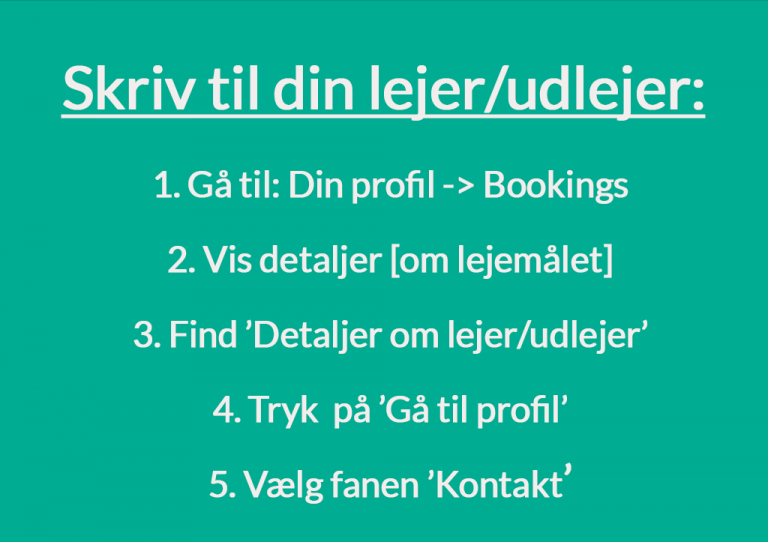 Skriv til din lejer/udlejer:
1. Gå til: Din profil -> Bookings
2. Vis detaljer [om lejemålet]
3. Find ’Detaljer om lejer/udlejer’
4. Tryk  på ’Gå til profil’
5. Vælg fanen ’Kontakt’